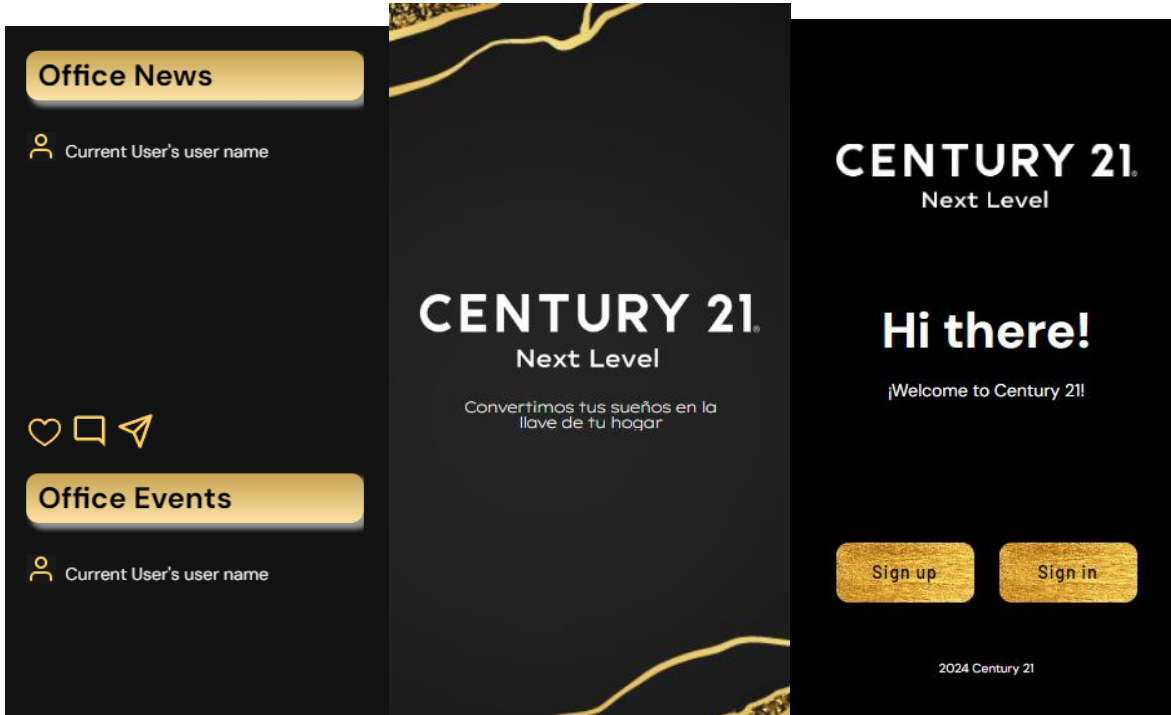 Office News
Current User's user name
Office Events
Current User's user name
CENTURY 21®
Next Level
Convertimos tus sueños en la
llave de tu hogar
CENTURY 21®
Next Level
Hi there!
¡Welcome to Century 21!
Sign up
Sign in
2024 Century 21